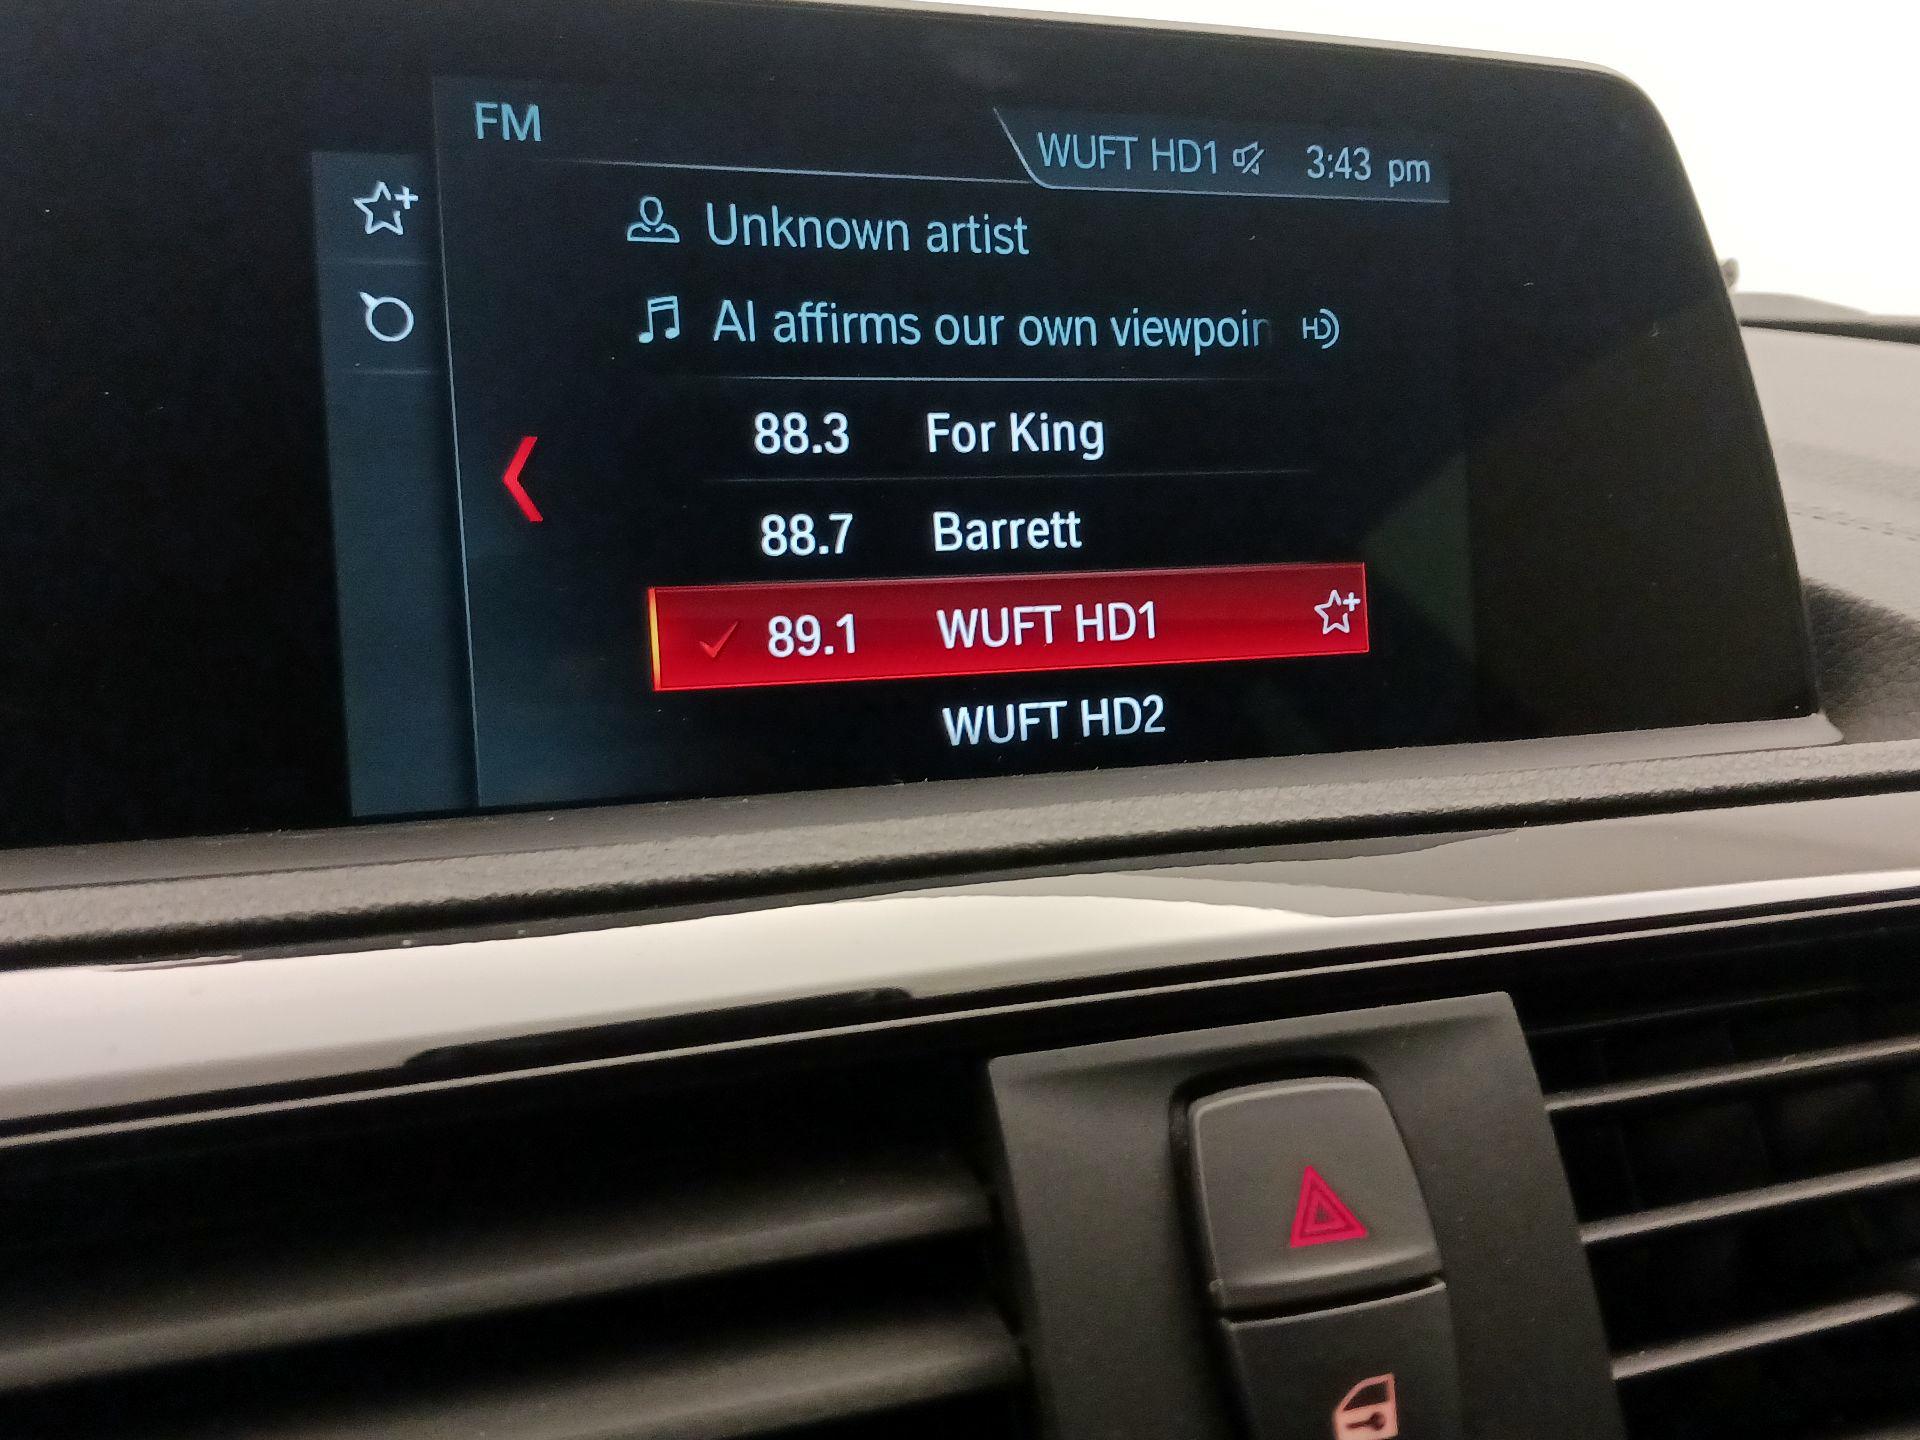 FM
WUFT HD1 3:43 pm
Unknown artist
AI affirms our own viewpoin
88.3 For King
88.7 Barrett
89.1 WUFT HD1
WUFT HD2